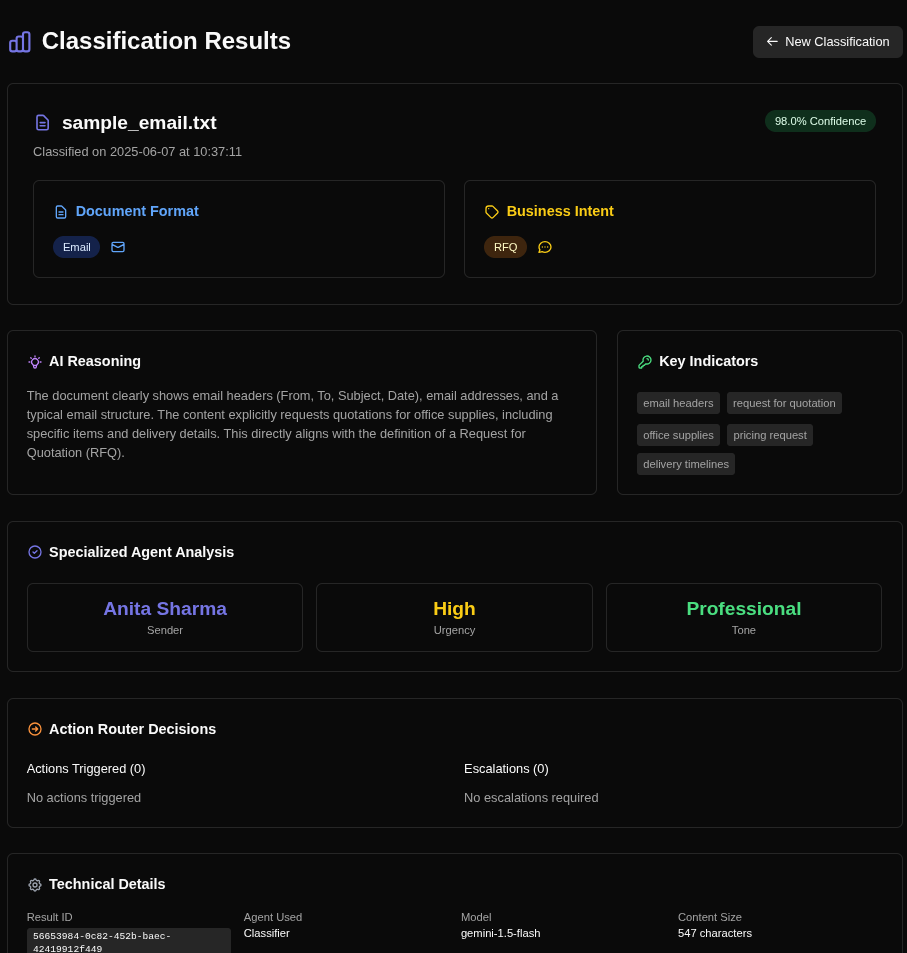 Classification Results
New Classification
sample_email.txt
98.0% Confidence
Classified on 2025-06-07 at 10:37:11
Document Format
Email
Business Intent
RFQ
AI Reasoning
The document clearly shows email headers (From, To, Subject, Date), email addresses, and a
typical email structure. The content explicitly requests quotations for office supplies, including
specific items and delivery details. This directly aligns with the definition of a Request for
Quotation (RFQ).
Key Indicators
email headers
request for quotation
office supplies
pricing request
delivery timelines
Specialized Agent Analysis
Anita Sharma
Sender
High
Urgency
Professional
Tone
Action Router Decisions
Actions Triggered (0)
No actions triggered
Escalations (0)
No escalations required
Technical Details
Result ID
56653984-0c82-452b-baec-
42419912f449
Agent Used
Classifier
Model
gemini-1.5-flash
Content Size
547 characters